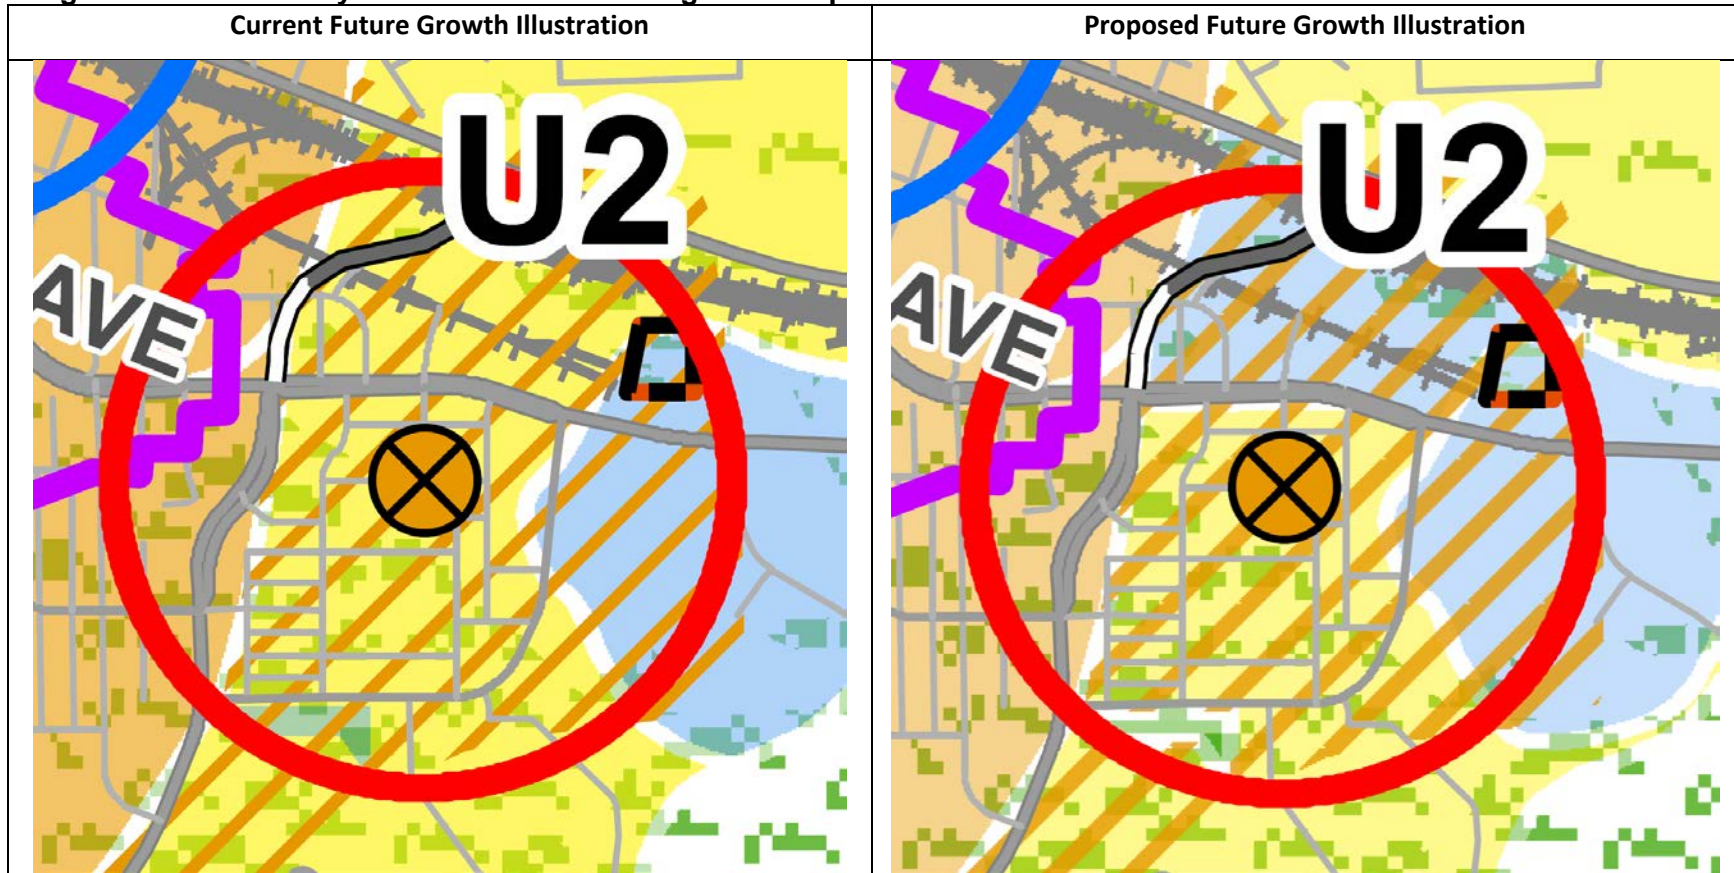 Current Future Growth Illustration
Proposed Future Growth Illustration
U2
U2
AVE
AVE